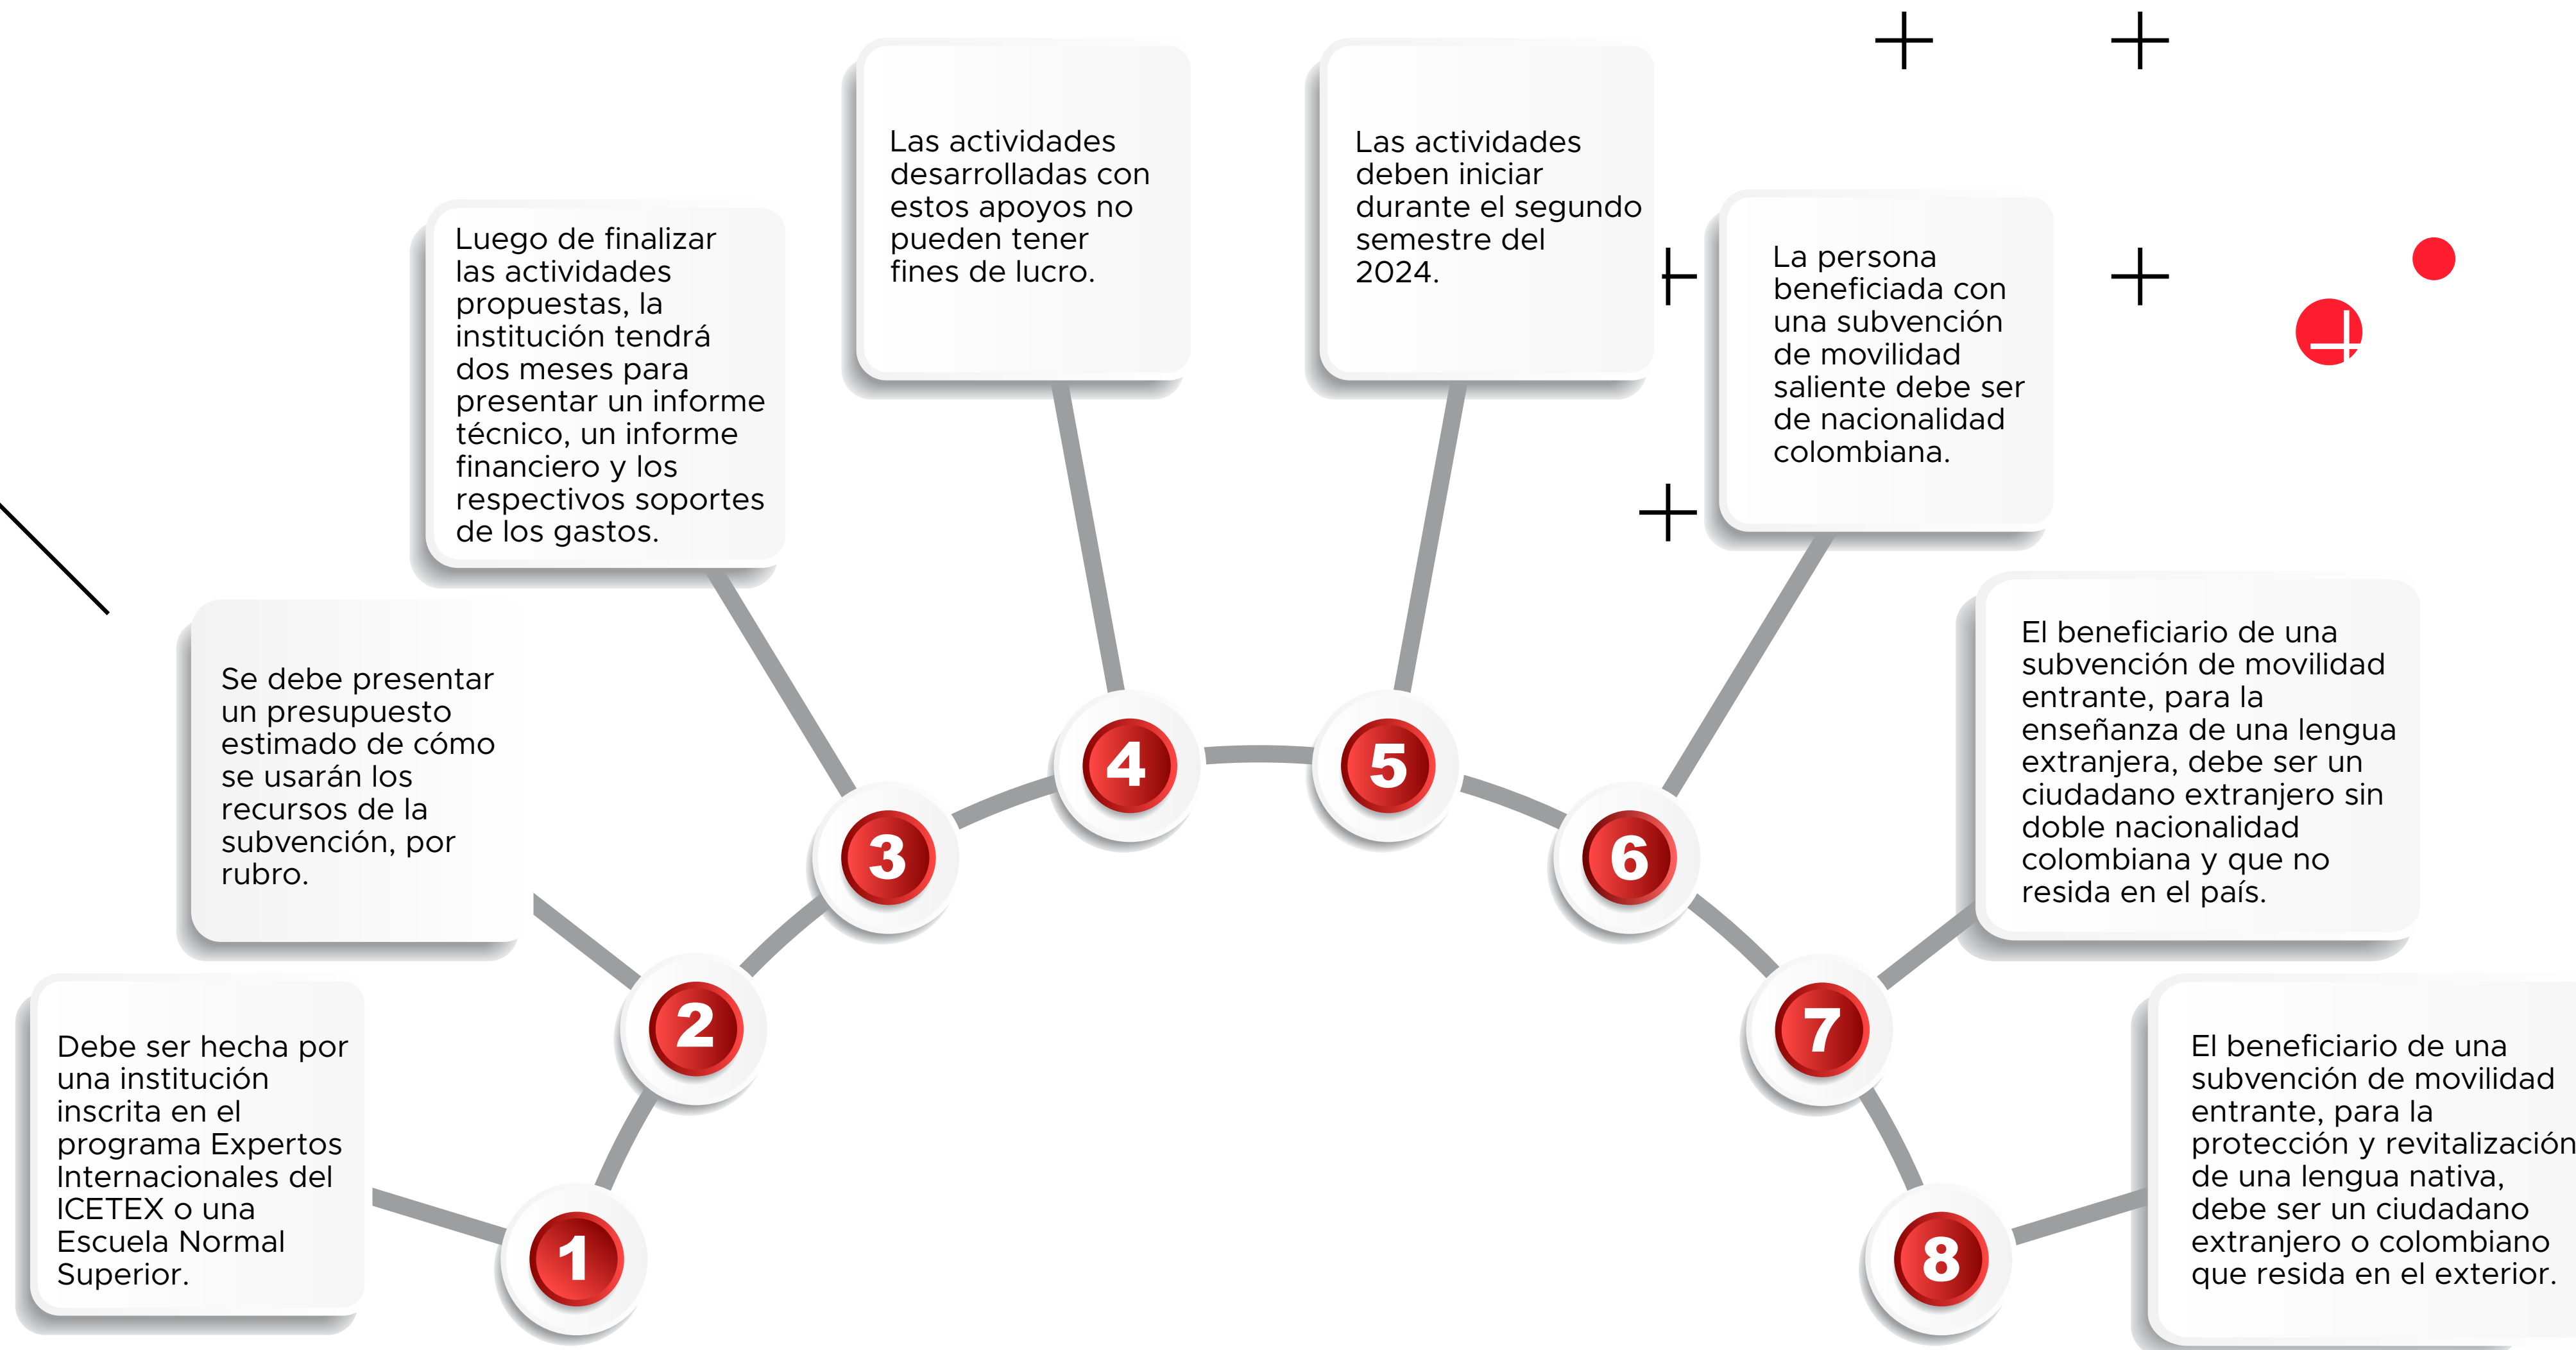 Debe ser hecha por
una institución
inscrita en el
programa Expertos
Internacionales del
ICETEX o una
Escuela Normal
Superior.
1
Se debe presentar
un presupuesto
estimado de cómo
se usarán los
recursos de la
subvención, por
rubro.
2
Luego de finalizar
las actividades
propuestas, la
institución tendrá
dos meses para
presentar un informe
técnico, un informe
financiero y los
respectivos soportes
de los gastos.
3
Las actividades
desarrolladas con
estos apoyos no
pueden tener
fines de lucro.
4
Las actividades
deben iniciar
durante el segundo
semestre del
2024.
5
La persona
beneficiada con
una subvención
de movilidad
saliente debe ser
de nacionalidad
colombiana.
6
El beneficiario de una
subvención de movilidad
entrante, para la
enseñanza de una lengua
extranjera, debe ser un
ciudadano extranjero sin
doble nacionalidad
colombiana y que no
resida en el país.
7
El beneficiario de una
subvención de movilidad
entrante, para la
protección y revitalización
de una lengua nativa,
debe ser un ciudadano
extranjero o colombiano
que resida en el exterior.
8